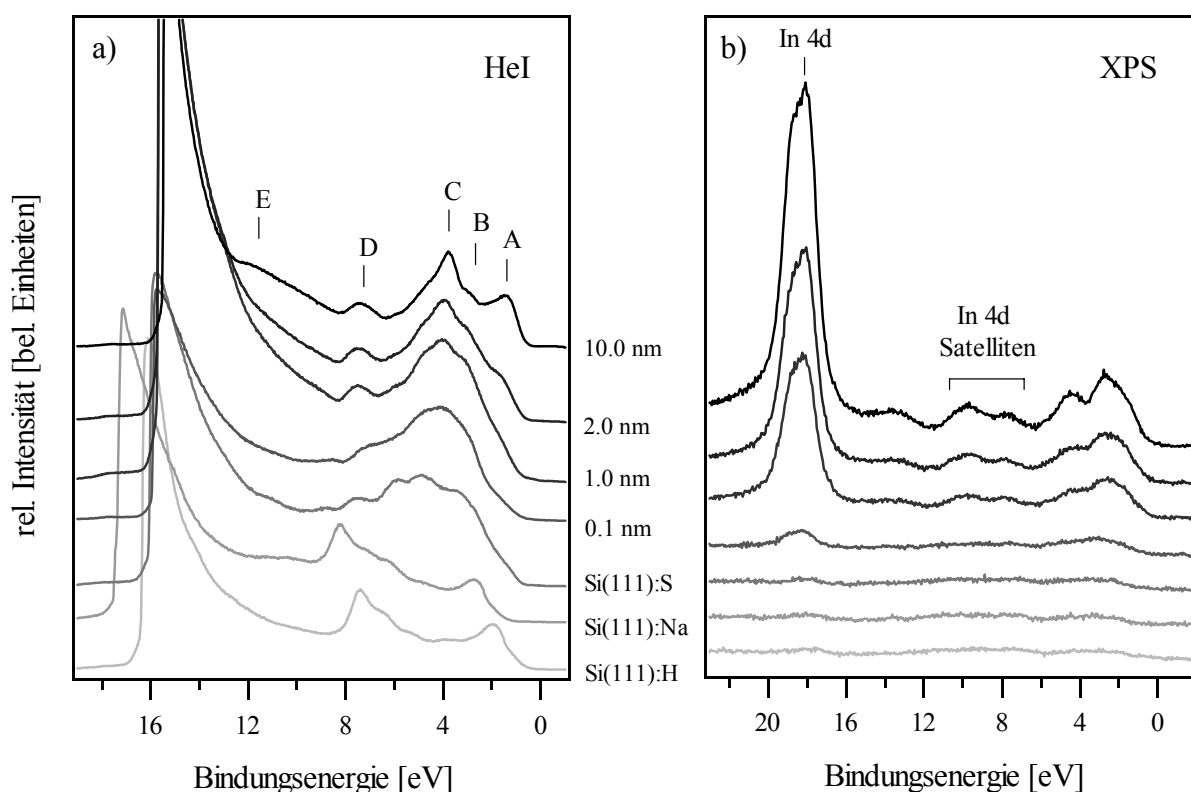 a)
HeI
E
D
C
B
A
10.0 nm
2.0 nm
1.0 nm
0.1 nm
Si(111):S
Si(111):Na
Si(111):H
16
12
8
4
0
Bindungsenergie [eV]
rel. Intensität [bel. Einheiten]
b)
In 4d
XPS
In 4d
Satelliten
20
16
12
8
4
0
Bindungsenergie [eV]